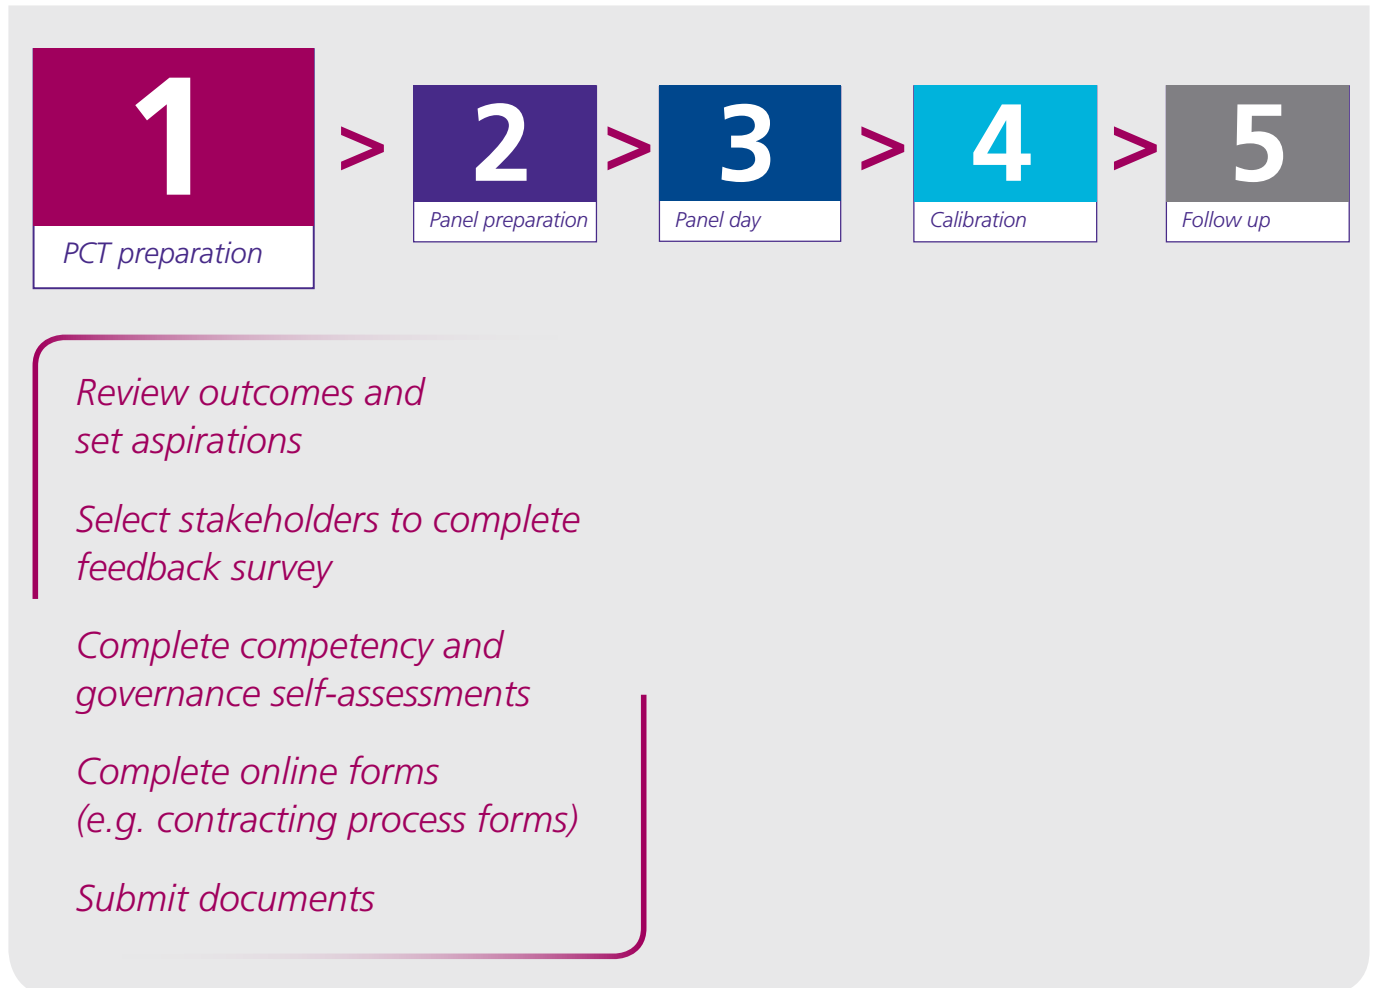 1
>
2
>
3
>
4
>
5
PCT preparation
Panel preparation
Panel day
Calibration
Follow up
Review outcomes and
set aspirations
Select stakeholders to complete
feedback survey
Complete competency and
governance self-assessments
Complete online forms
(e.g. contracting process forms)
Submit documents